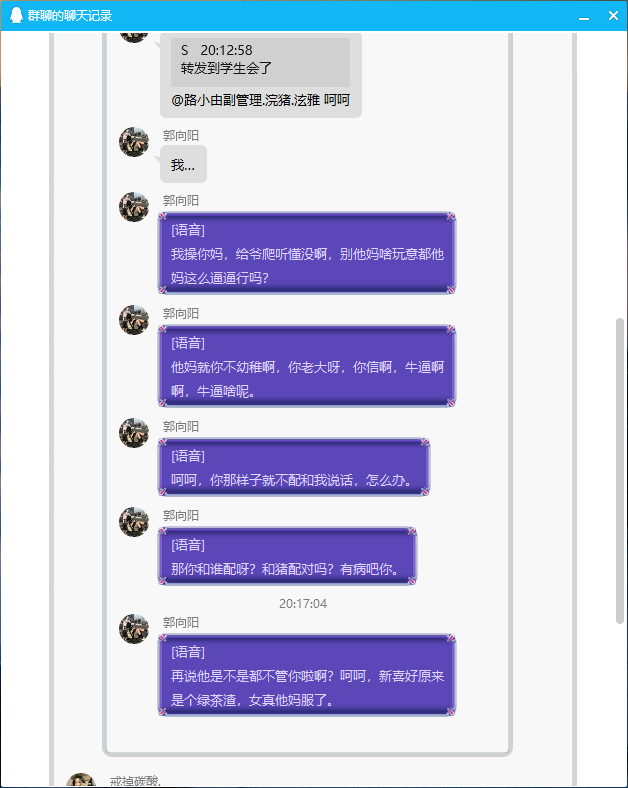 群聊的聊天记录
S 20:12:58
转发到学生会了
@路小由副管理.浣猪.泫雅 呵呵
郭向阳
我...
郭向阳
[语音]
我操你妈，给爷爬听懂没啊，别他妈啥玩意都他
妈这么逼逼行吗？
郭向阳
[语音]
他妈就你不幼稚啊，你老大呀，你信啊，牛逼啊
啊，牛逼啥呢。
郭向阳
[语音]
呵呵，你那样子就不配和我说话，怎么办。
郭向阳
[语音]
那你和谁配呀？和猪配对吗？有病吧你。
20:17:04
郭向阳
[语音]
再说他是不是都不管你啦啊？呵呵，新喜好原来
是个绿茶渣，女真他妈服了。
戒掉碳酸.